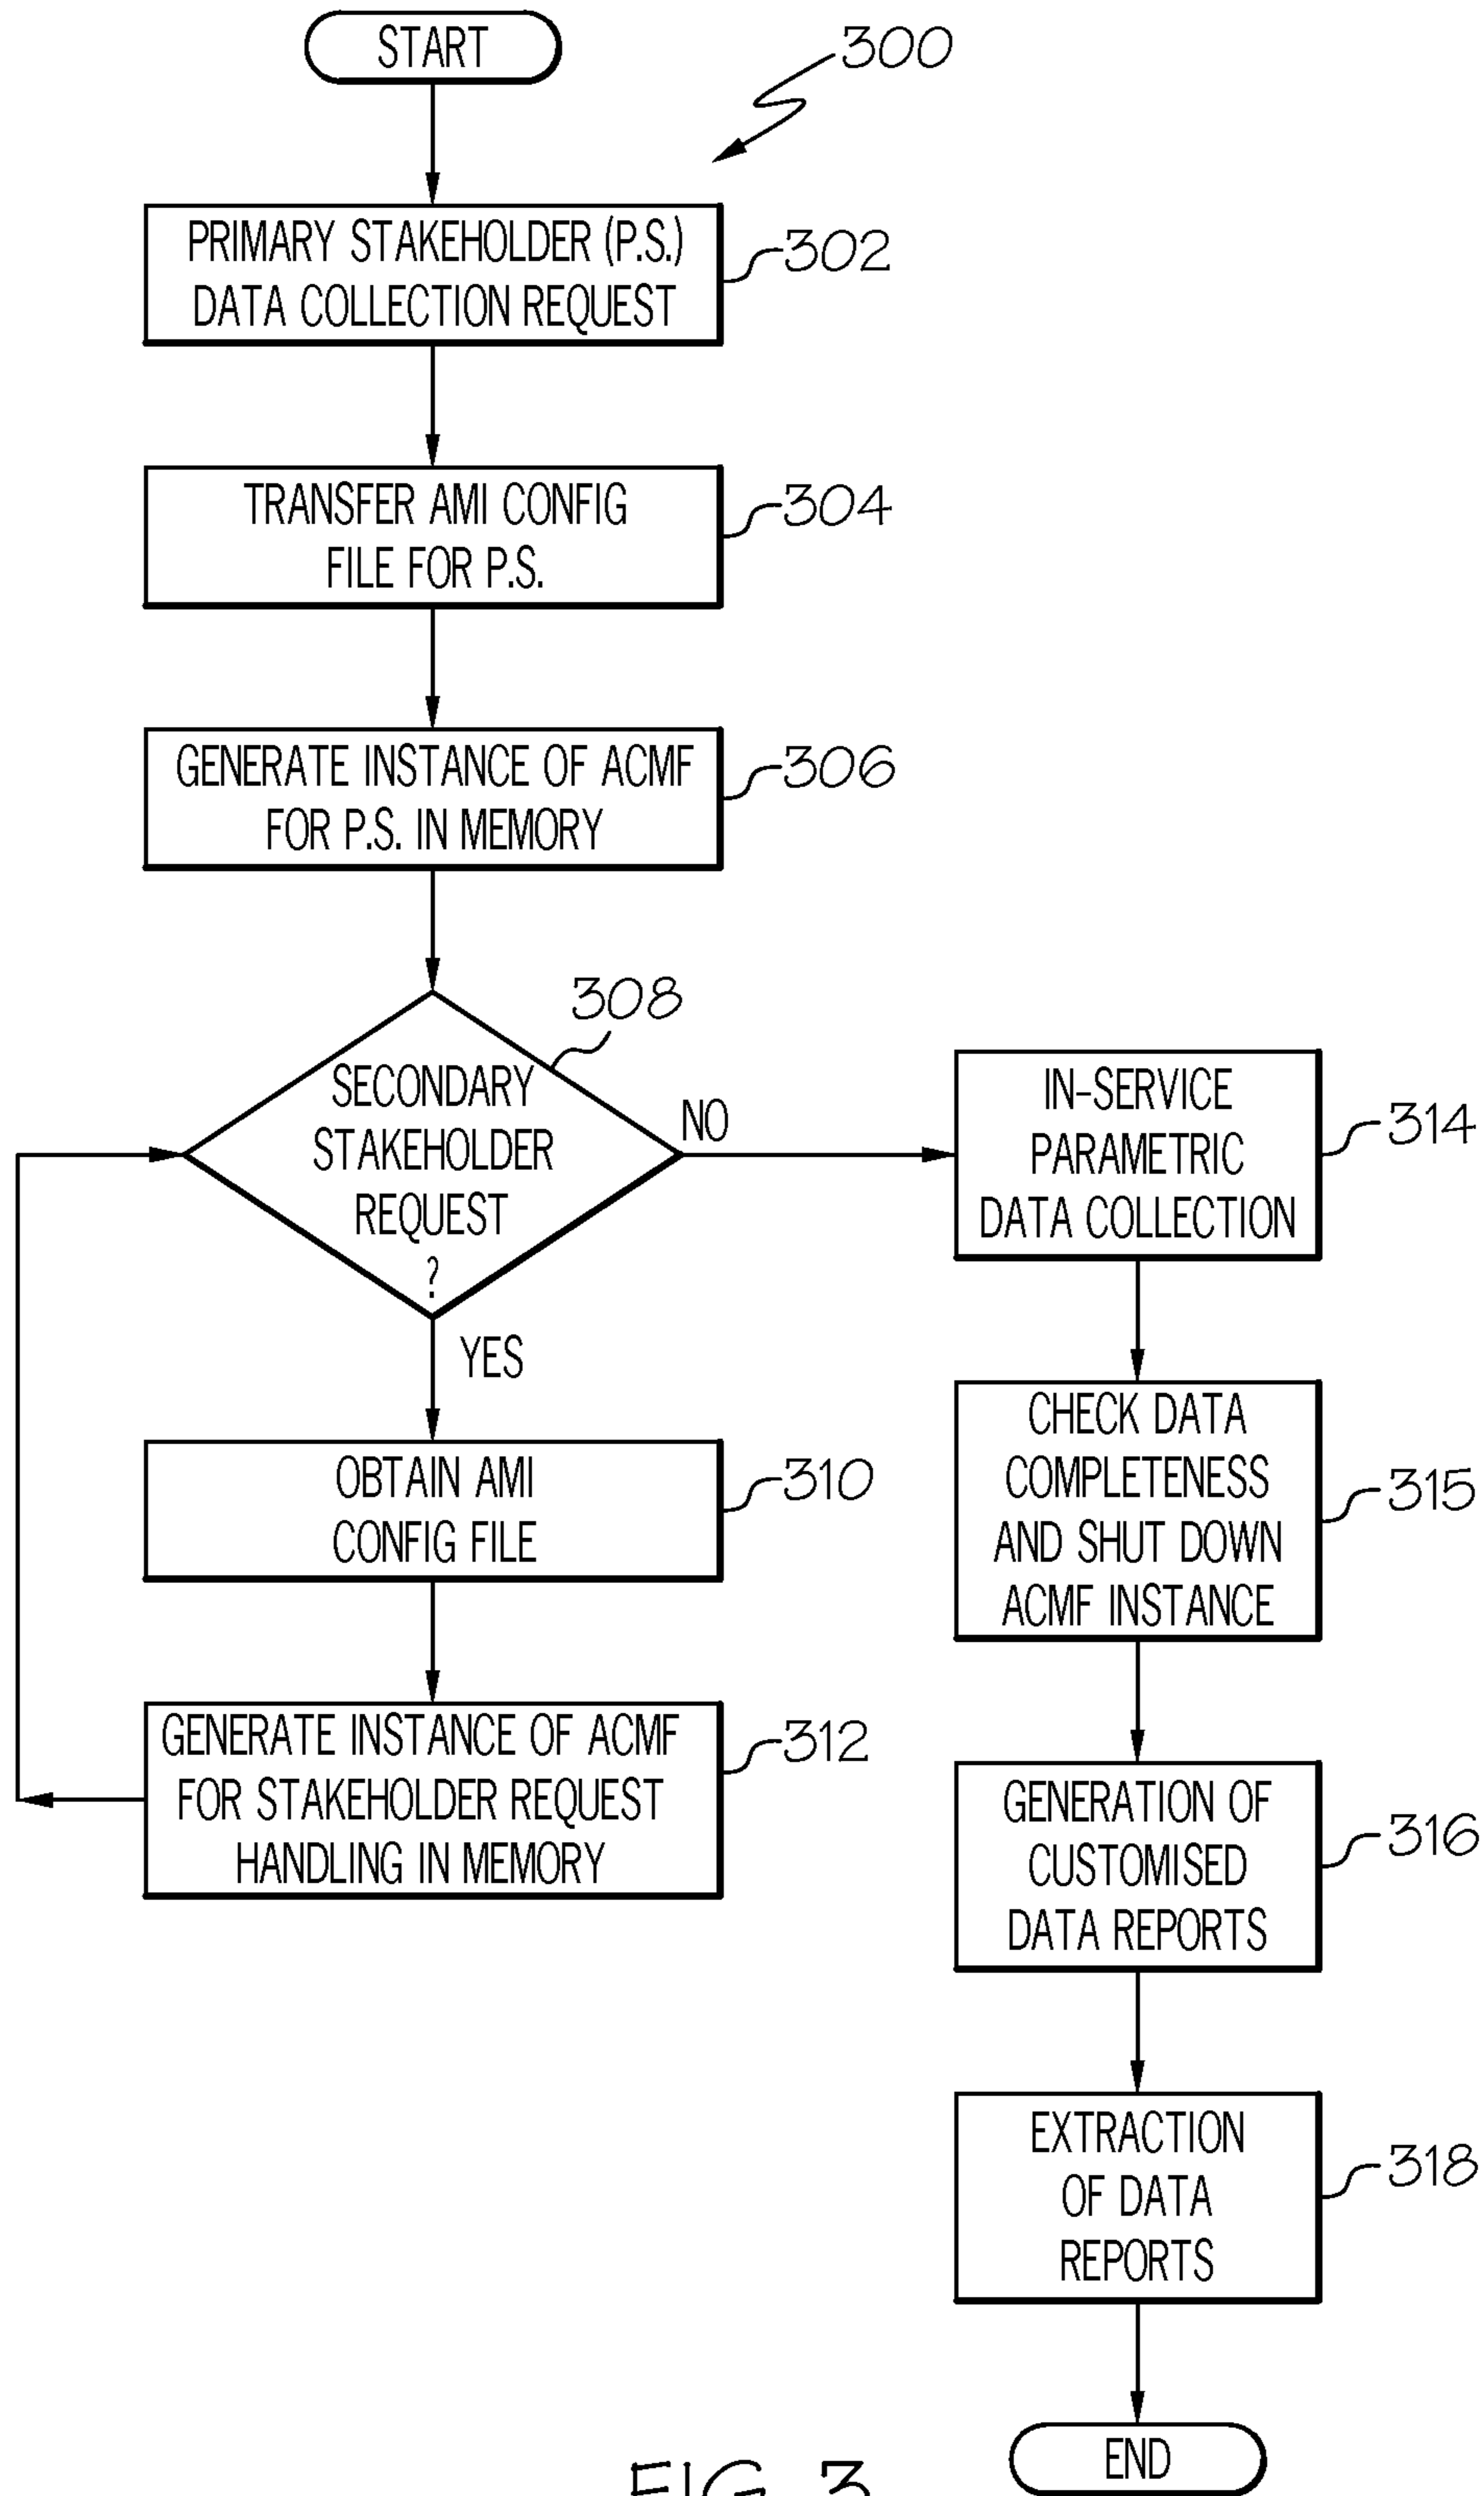 START
300
PRIMARY STAKEHOLDER (P.S.)
DATA COLLECTION REQUEST
302
TRANSFER AMI CONFIG
FILE FOR P.S.
304
GENERATE INSTANCE OF ACMF
FOR P.S. IN MEMORY
306
308
SECONDARY
STAKEHOLDER
REQUEST
?
NO
YES
OBTAIN AMI
CONFIG FILE
310
GENERATE INSTANCE OF ACMF
FOR STAKEHOLDER REQUEST
HANDLING IN MEMORY
312
IN-SERVICE
PARAMETRIC
DATA COLLECTION
314
CHECK DATA
COMPLETENESS
AND SHUT DOWN
ACMF INSTANCE
315
GENERATION OF
CUSTOMISED
DATA REPORTS
316
EXTRACTION
OF DATA
REPORTS
318
END
FIG. 3